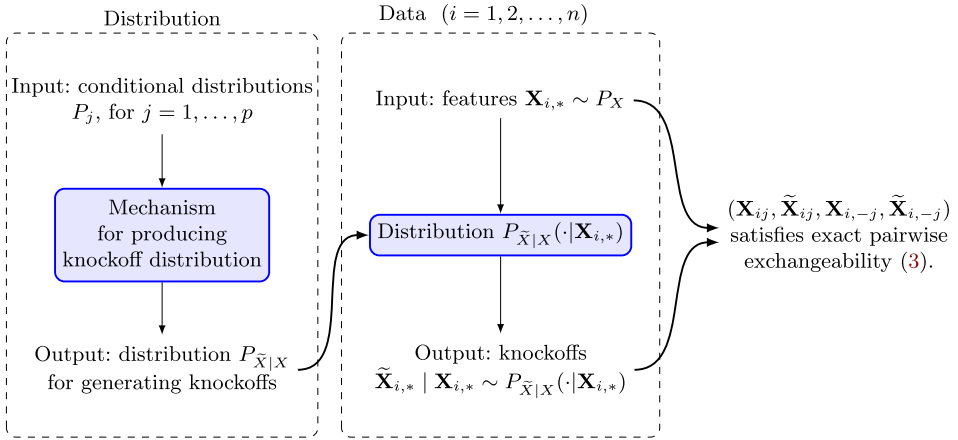 Distribution
Input: conditional distributions
P_j, for j = 1, . . . , p
Mechanism
for producing
knockoff distribution
Output: distribution P_{X̃|X}
for generating knockoffs
Data (i = 1, 2, . . . , n)
Input: features X_{i,∗} ∼ P_X
Distribution P_{X̃|X}(·|X_{i,∗})
Output: knockoffs
X̃_{i,∗} | X_{i,∗} ∼ P_{X̃|X}(·|X_{i,∗})
(X_{ij}, X̃_{ij}, X_{i,−j}, X̃_{i,−j})
satisfies exact pairwise
exchangeability (3).